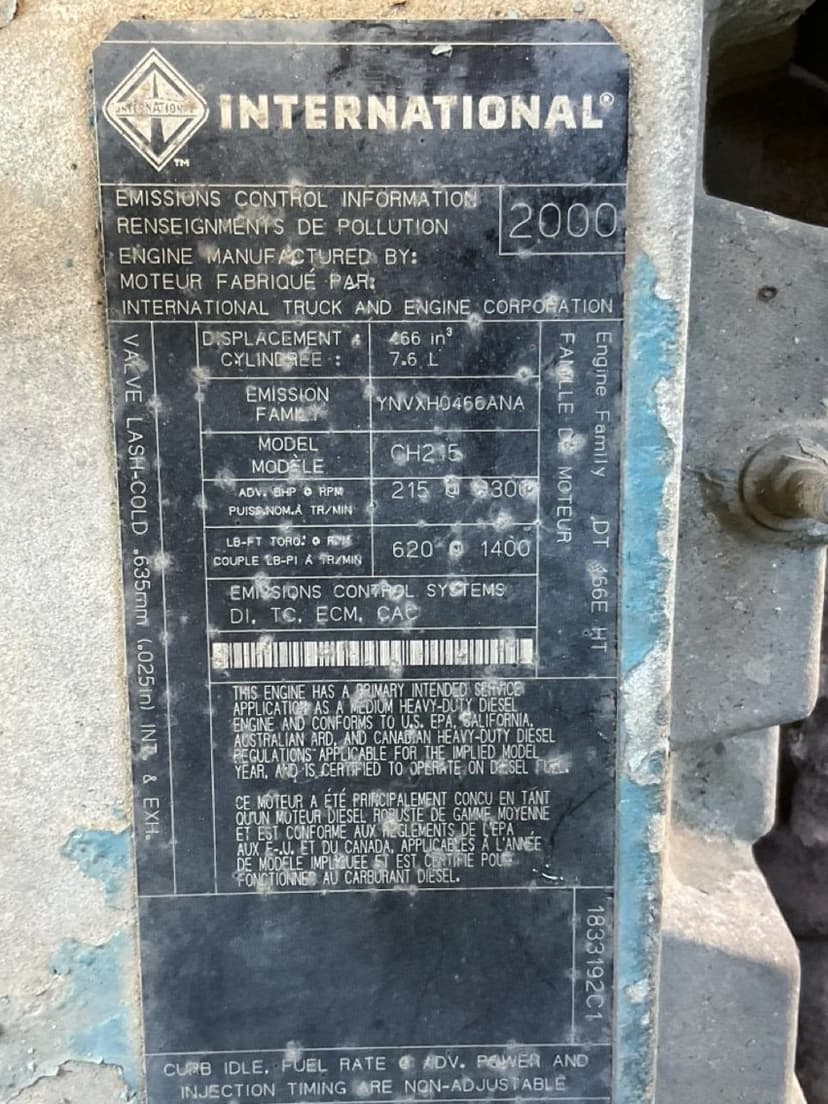 INTERNATIONAL
TM
INTERNATIONAL®
EMISSIONS CONTROL INFORMATION
RENSEIGNMENTS DE POLLUTION
2000
ENGINE MANUFACTURED BY:
MOTEUR FABRIQUÉ PAR:
INTERNATIONAL TRUCK AND ENGINE CORPORATION
VALVE LASH-COLD .635mm (.025in) INT. & EXH.
DISPLACEMENT : 466 in³
CYLINDREE : 7.6 L
EMISSION
FAMILY
YNVXH0466ANA
MODEL
MODÈLE
CH215
ADV. BHP @ RPM
PUISS.NOM.À TR/MIN
215 @ 2300
LB-FT TORQ. @ RPM
COUPLE LB-PI À TR/MIN
620 @ 1400
EMISSIONS CONTROL SYSTEMS
DI, TC, ECM, CAC
Engine Family DT 466E HT
FAMILLE DE MOTEUR
THIS ENGINE HAS A PRIMARY INTENDED SERVICE
APPLICATION AS A MEDIUM HEAVY-DUTY DIESEL
ENGINE AND CONFORMS TO U.S. EPA, CALIFORNIA,
AUSTRALIAN ARD, AND CANADIAN HEAVY-DUTY DIESEL
REGULATIONS APPLICABLE FOR THE IMPLIED MODEL
YEAR, AND IS CERTIFIED TO OPERATE ON DIESEL FUEL.
CE MOTEUR A ÉTÉ PRINCIPALEMENT CONCU EN TANT
QU'UN MOTEUR DIESEL ROBUSTE DE GAMME MOYENNE
ET EST CONFORME AUX RÈGLEMENTS DE L'EPA
AUX É-.U. ET DU CANADA, APPLICABLES À L'ANNÉE
DE MODÈLE IMPLIQUÉE ET EST CERTIFIÉ POUR
FONCTIONNER AU CARBURANT DIÉSEL.
1833192C1
CURB IDLE, FUEL RATE @ ADV. POWER AND
INJECTION TIMING ARE NON-ADJUSTABLE